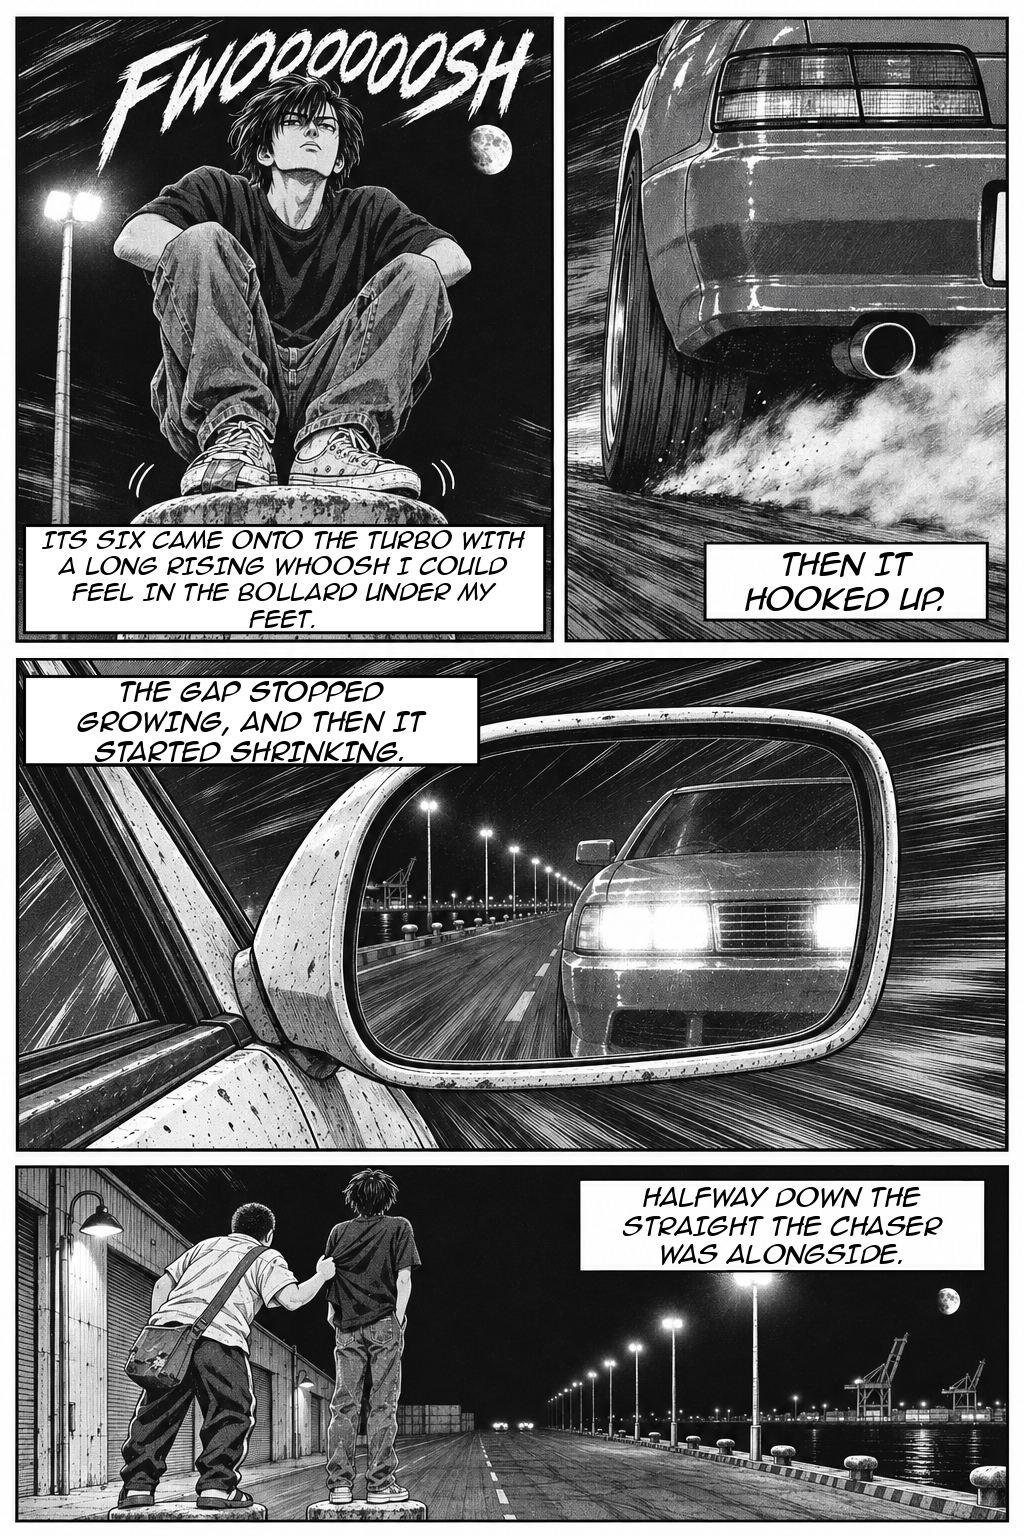 FWOOOOOOSH
ITS SIX CAME ONTO THE TURBO WITH
A LONG RISING WHOOSH I COULD
FEEL IN THE BOLLARD UNDER MY
FEET.
THEN IT
HOOKED UP.
THE GAP STOPPED
GROWING, AND THEN IT
STARTED SHRINKING.
HALFWAY DOWN THE
STRAIGHT THE CHASER
WAS ALONGSIDE.